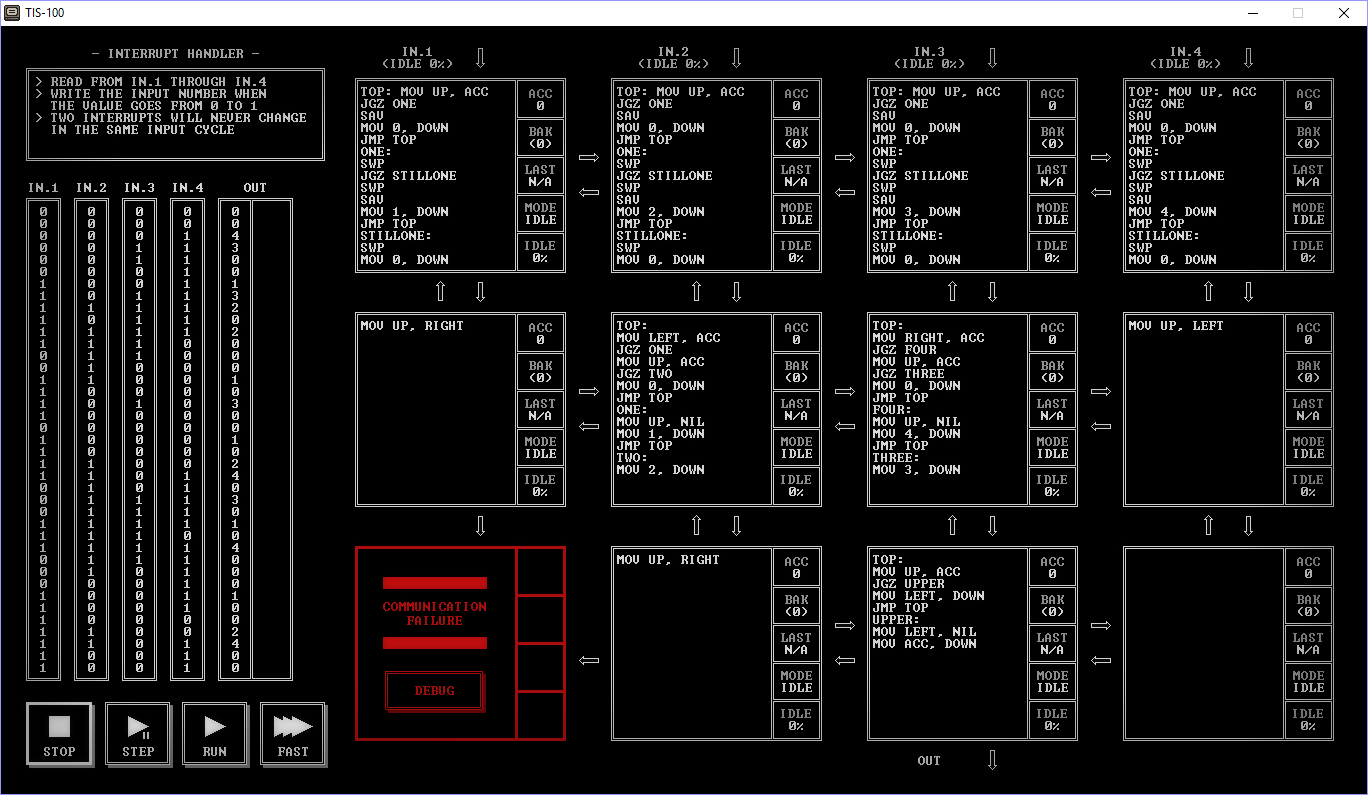 TIS-100
- INTERRUPT HANDLER -
> READ FROM IN.1 THROUGH IN.4
> WRITE THE INPUT NUMBER WHEN
THE VALUE GOES FROM 0 TO 1
> TWO INTERRUPTS WILL NEVER CHANGE
IN THE SAME INPUT CYCLE
IN.1 IN.2 IN.3 IN.4 OUT
0 0 0 0 0
0 0 0 0 0
0 0 0 1 4
0 0 1 1 3
0 0 1 1 0
0 0 0 1 0
1 0 0 1 1
1 0 1 1 3
1 1 1 1 2
1 0 1 1 0
1 1 1 1 2
1 1 1 1 0
0 1 1 1 0
0 0 0 0 0
1 0 0 0 1
1 0 0 0 0
1 0 1 0 3
1 0 0 0 0
0 0 0 0 0
1 0 0 0 1
1 0 0 0 0
1 1 0 0 2
1 1 0 1 4
0 1 0 1 0
0 1 1 1 3
0 1 1 1 0
1 1 1 1 1
1 1 0 0 0
1 1 1 1 4
1 1 1 1 0
0 1 0 1 0
0 0 0 1 0
1 0 0 1 1
1 0 0 1 0
1 0 0 1 0
1 1 0 0 2
1 1 0 1 4
1 0 0 1 0
1 0 0 1 0
STOP
STEP
RUN
FAST
IN.1
(IDLE 0%)
TOP: MOV UP, ACC
JGZ ONE
SAV
MOV 0, DOWN
JMP TOP
ONE:
SWP
JGZ STILLONE
SWP
SAV
MOV 1, DOWN
JMP TOP
STILLONE:
SWP
MOV 0, DOWN
ACC
0
BAK
(0)
LAST
N/A
MODE
IDLE
IDLE
0%
IN.2
(IDLE 0%)
TOP: MOV UP, ACC
JGZ ONE
SAV
MOV 0, DOWN
JMP TOP
ONE:
SWP
JGZ STILLONE
SWP
SAV
MOV 2, DOWN
JMP TOP
STILLONE:
SWP
MOV 0, DOWN
ACC
0
BAK
(0)
LAST
N/A
MODE
IDLE
IDLE
0%
IN.3
(IDLE 0%)
TOP: MOV UP, ACC
JGZ ONE
SAV
MOV 0, DOWN
JMP TOP
ONE:
SWP
JGZ STILLONE
SWP
SAV
MOV 3, DOWN
JMP TOP
STILLONE:
SWP
MOV 0, DOWN
ACC
0
BAK
(0)
LAST
N/A
MODE
IDLE
IDLE
0%
IN.4
(IDLE 0%)
TOP: MOV UP, ACC
JGZ ONE
SAV
MOV 0, DOWN
JMP TOP
ONE:
SWP
JGZ STILLONE
SWP
SAV
MOV 4, DOWN
JMP TOP
STILLONE:
SWP
MOV 0, DOWN
ACC
0
BAK
(0)
LAST
N/A
MODE
IDLE
IDLE
0%
MOV UP, RIGHT
ACC
0
BAK
(0)
LAST
N/A
MODE
IDLE
IDLE
0%
TOP:
MOV LEFT, ACC
JGZ ONE
MOV UP, ACC
JGZ TWO
MOV 0, DOWN
JMP TOP
ONE:
MOV UP, NIL
MOV 1, DOWN
JMP TOP
TWO:
MOV 2, DOWN
ACC
0
BAK
(0)
LAST
N/A
MODE
IDLE
IDLE
0%
TOP:
MOV RIGHT, ACC
JGZ FOUR
MOV UP, ACC
JGZ THREE
MOV 0, DOWN
JMP TOP
FOUR:
MOV UP, NIL
MOV 4, DOWN
JMP TOP
THREE:
MOV 3, DOWN
ACC
0
BAK
(0)
LAST
N/A
MODE
IDLE
IDLE
0%
MOV UP, LEFT
ACC
0
BAK
(0)
LAST
N/A
MODE
IDLE
IDLE
0%
COMMUNICATION
FAILURE
DEBUG
MOV UP, RIGHT
ACC
0
BAK
(0)
LAST
N/A
MODE
IDLE
IDLE
0%
TOP:
MOV UP, ACC
JGZ UPPER
MOV LEFT, DOWN
JMP TOP
UPPER:
MOV LEFT, NIL
MOV ACC, DOWN
ACC
0
BAK
(0)
LAST
N/A
MODE
IDLE
IDLE
0%
ACC
0
BAK
(0)
LAST
N/A
MODE
IDLE
IDLE
0%
OUT